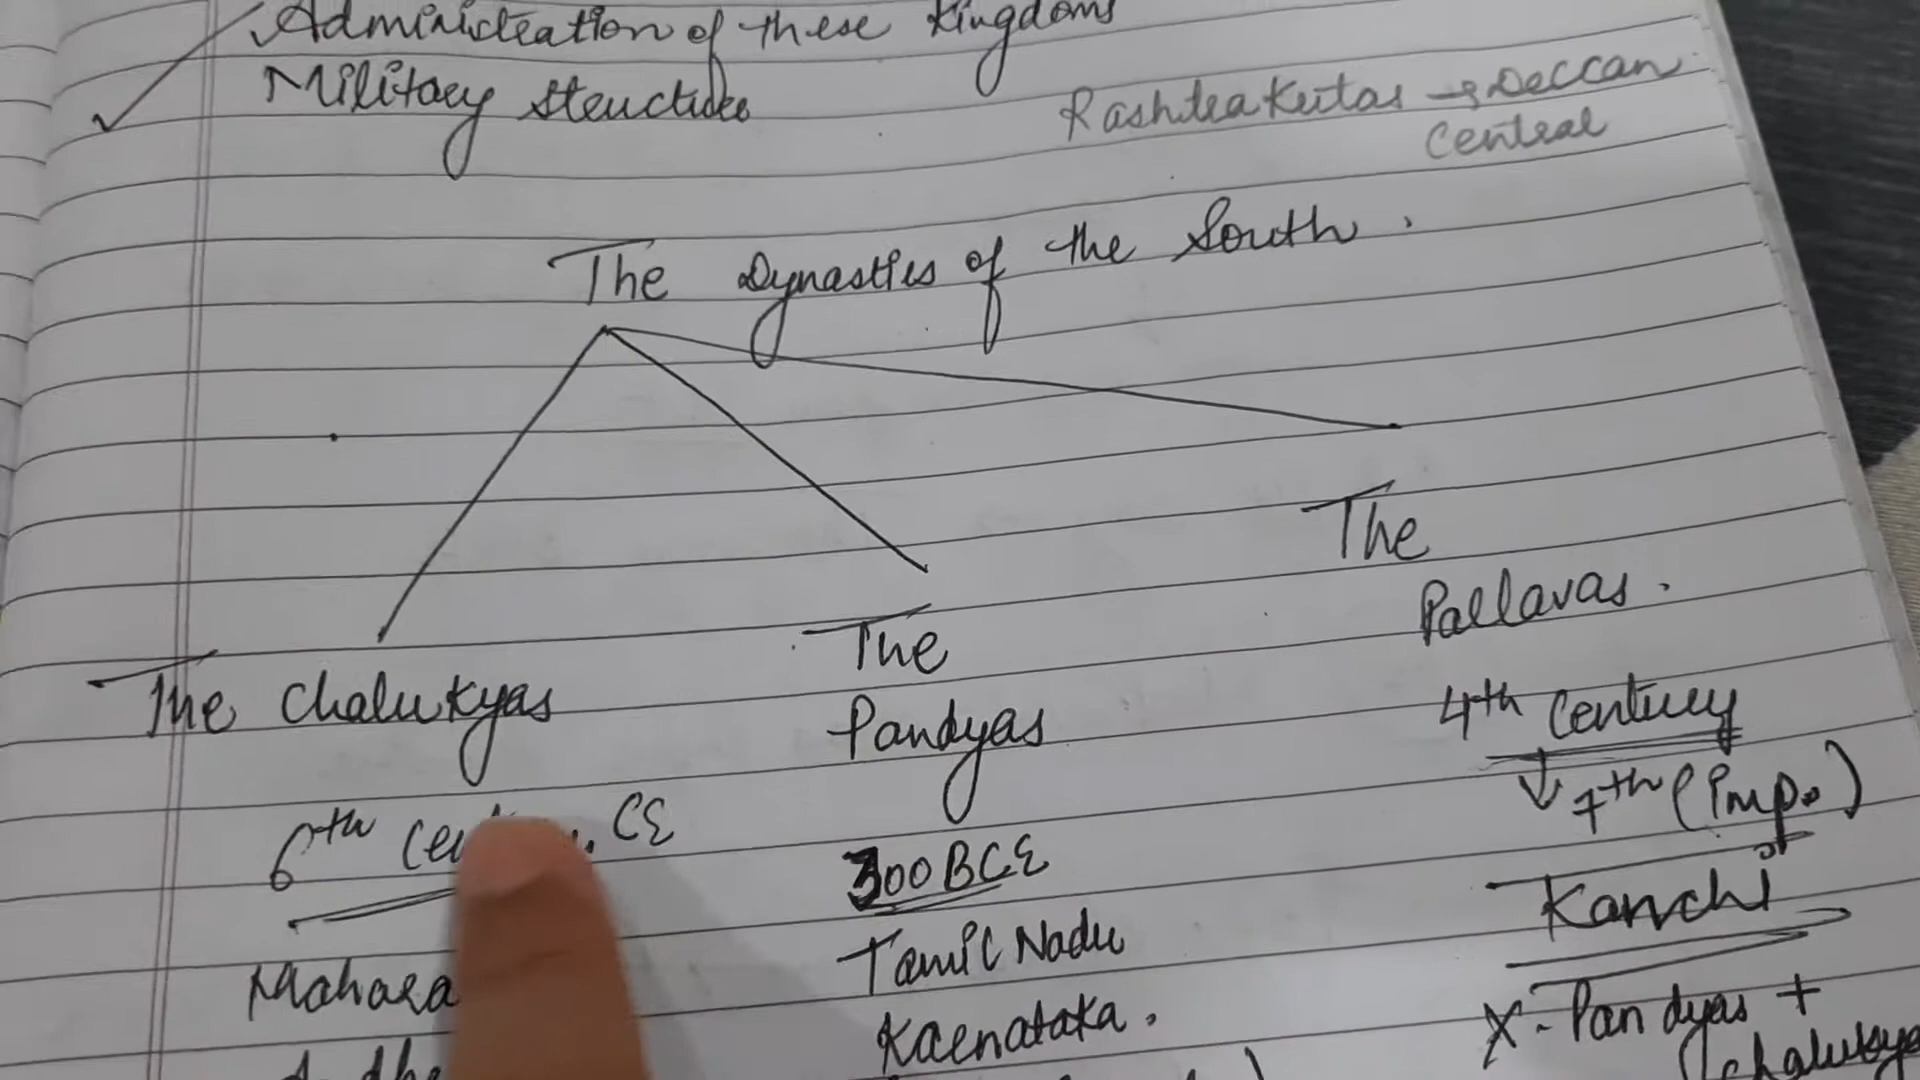 Administration of these Kingdoms
Military structure
Rashtrakutas → Deccan
Central
The Dynasties of the South.
The Chalukyas
6th CE
The
Pandyas
300 BCE
Tamil Nadu
Karnataka.
The
Pallavas.
4th century
↓ 7th (Imp.)
Kanchi
X - Pandyas +